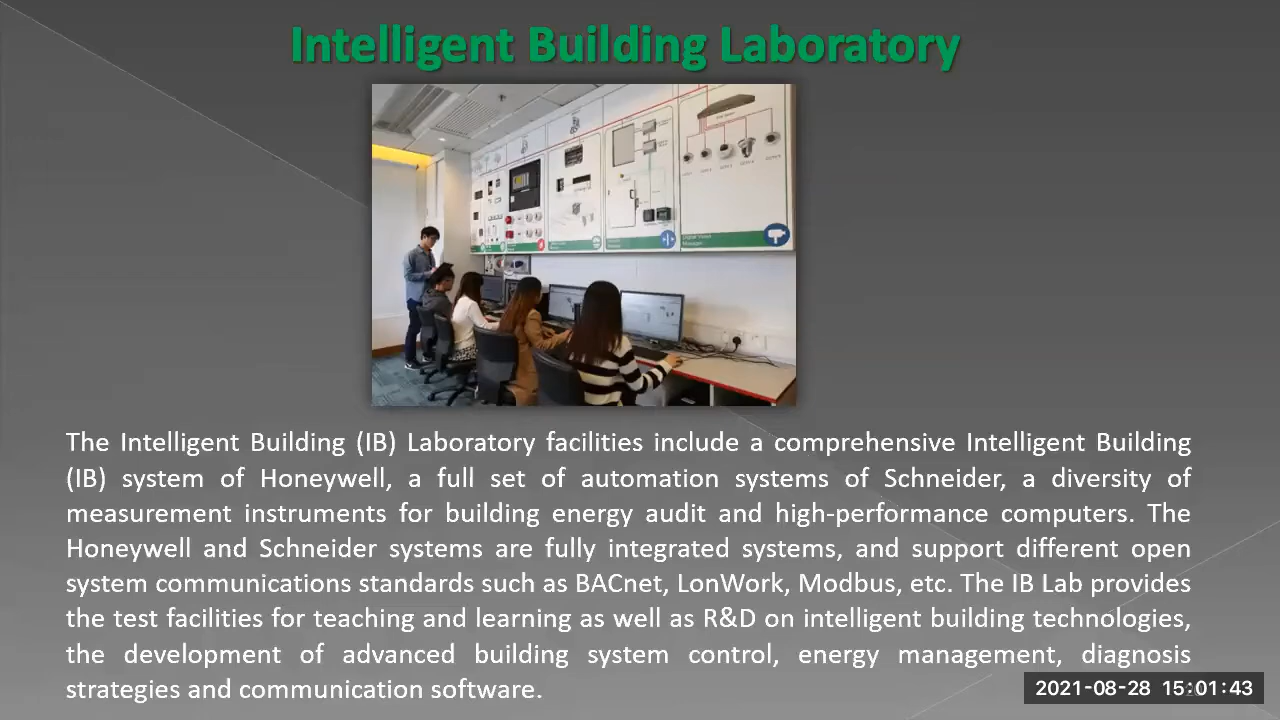 Intelligent Building Laboratory
The Intelligent Building (IB) Laboratory facilities include a comprehensive Intelligent Building
(IB) system of Honeywell, a full set of automation systems of Schneider, a diversity of
measurement instruments for building energy audit and high-performance computers. The
Honeywell and Schneider systems are fully integrated systems, and support different open
system communications standards such as BACnet, LonWork, Modbus, etc. The IB Lab provides
the test facilities for teaching and learning as well as R&D on intelligent building technologies,
the development of advanced building system control, energy management, diagnosis
strategies and communication software.
2021-08-28 15:01:43